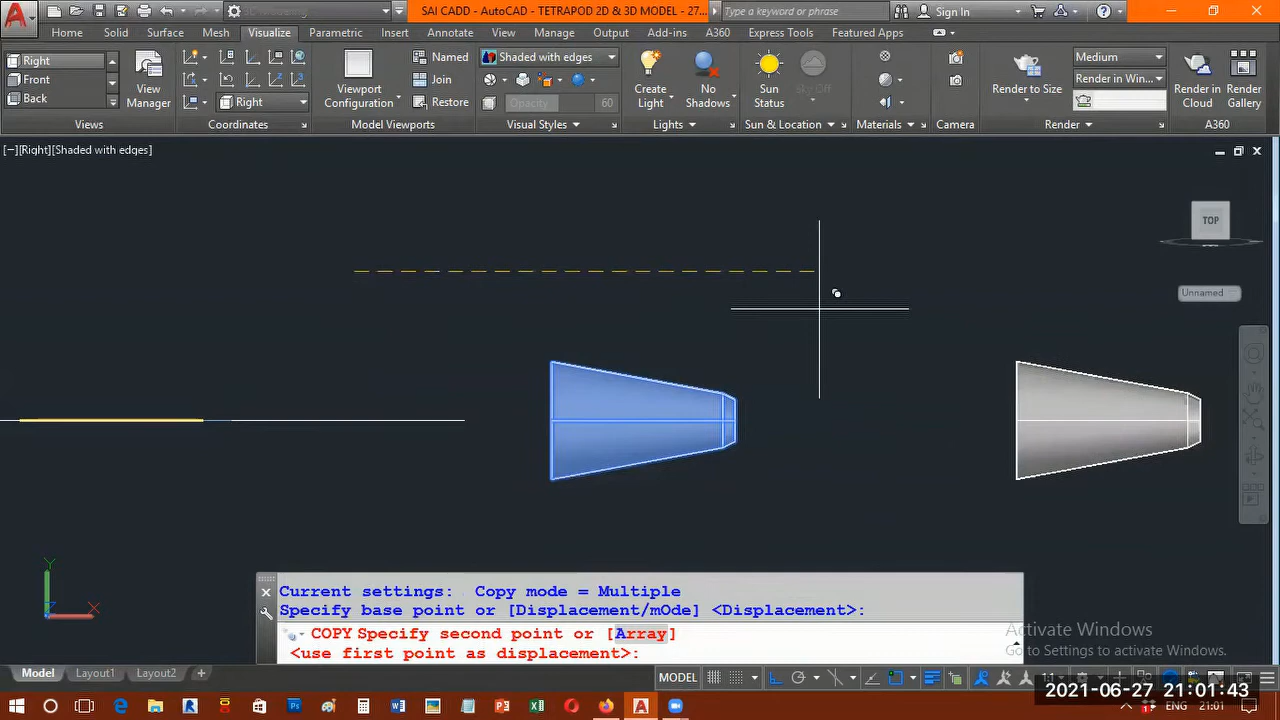 SAI CADD - AutoCAD - TETRAPOD 2D & 3D MODEL - 27...
Type a keyword or phrase
Sign In
Home Solid Surface Mesh Visualize Parametric Insert Annotate View Manage Output Add-ins A360 Express Tools Featured Apps
Right
Front
Back
View
Manager
Right
Viewport
Configuration
Named
Join
Restore
Shaded with edges
Opacity 60
Create
Light
No
Shadows
Sun
Status
Sky Off
Render to Size
Medium
Render in Win...
Render in
Cloud
Render
Gallery
Views Coordinates Model Viewports Visual Styles Lights Sun & Location Materials Camera Render A360
[−][Right][Shaded with edges]
TOP
Unnamed
Y
X
Z
Current settings: Copy mode = Multiple
Specify base point or [Displacement/mOde] <Displacement>:
COPY Specify second point or [Array]
<use first point as displacement>:
Activate Windows
Go to Settings to activate Windows.
Model Layout1 Layout2 +
MODEL
1:1
2021-06-27 21:01:43
ENG 21:01